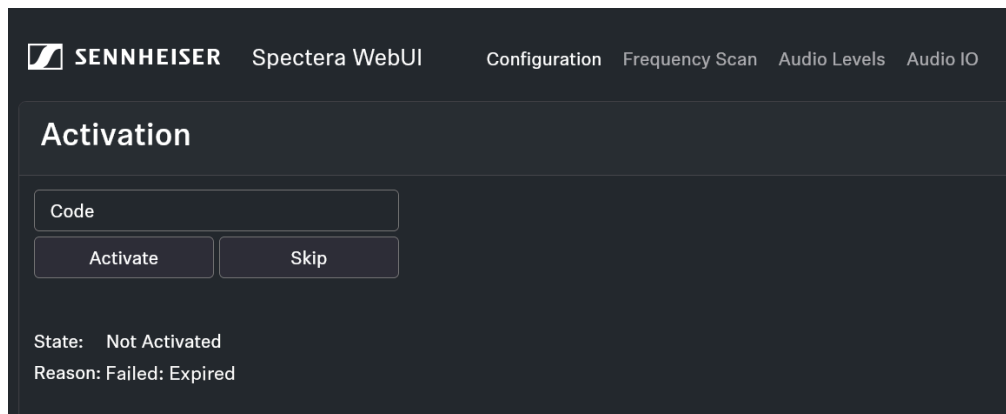 SENNHEISER Spectera WebUI Configuration Frequency Scan Audio Levels Audio IO
Activation
Code
Activate Skip
State: Not Activated
Reason: Failed: Expired